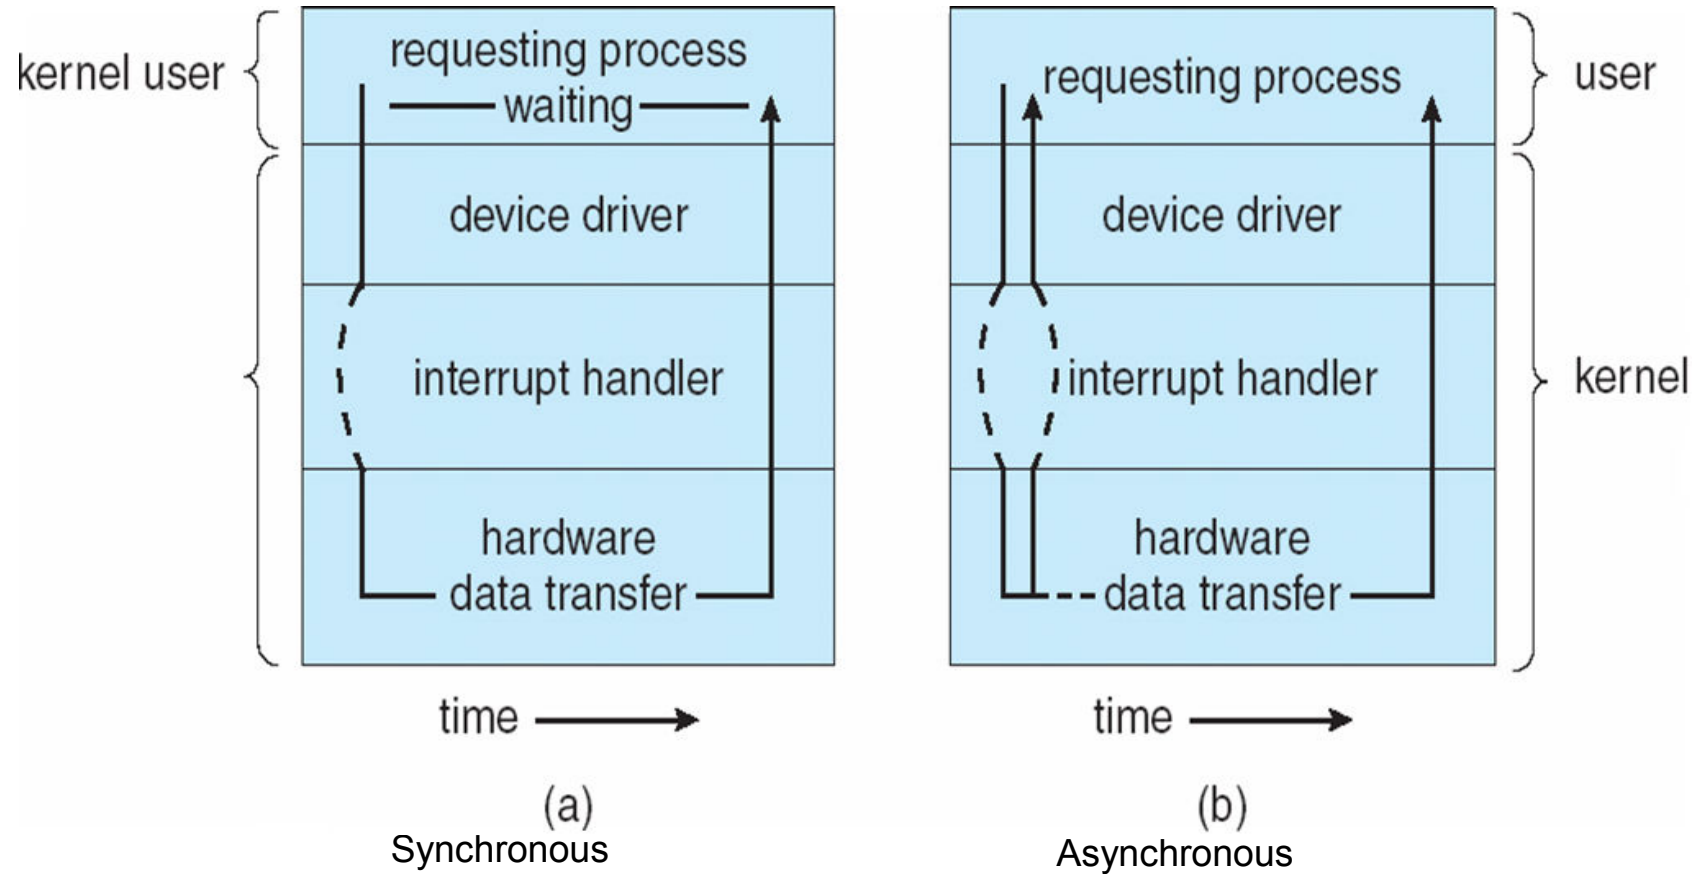 kernel user
requesting process
waiting
device driver
interrupt handler
hardware
data transfer
time
(a)
Synchronous
requesting process
user
device driver
interrupt handler
kernel
hardware
data transfer
time
(b)
Asynchronous